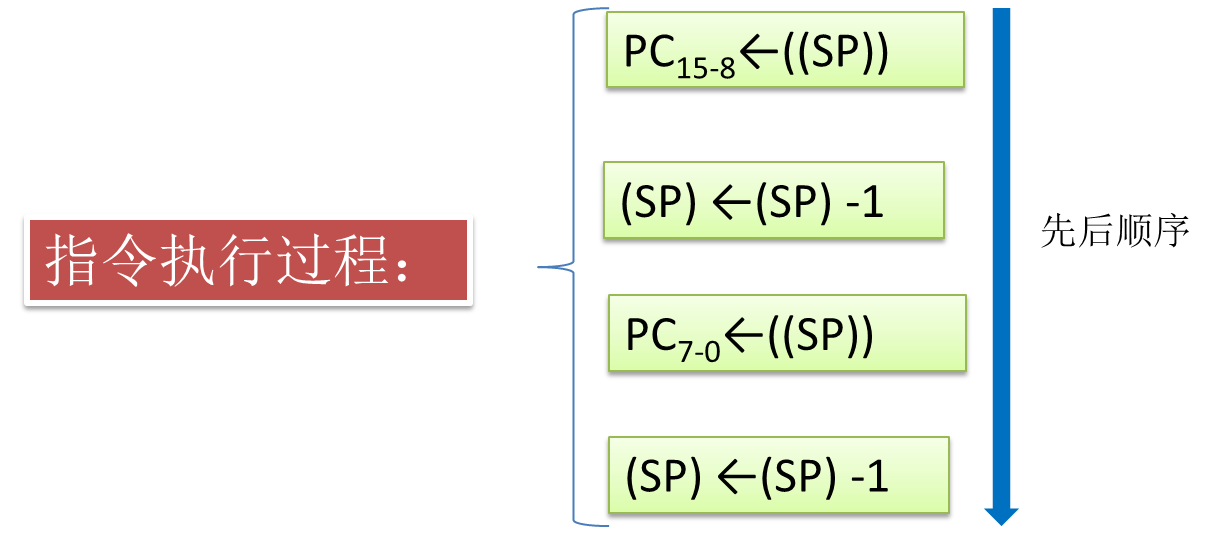 PC15-8←((SP))
(SP) ←(SP) -1
指令执行过程：
先后顺序
PC7-0←((SP))
(SP) ←(SP) -1